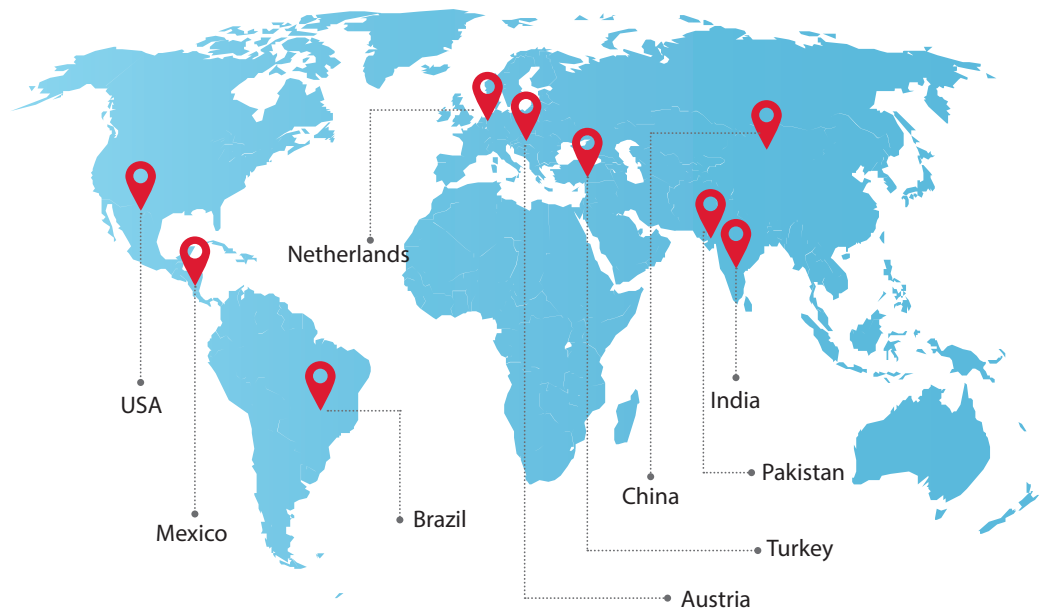 Netherlands
USA
India
Pakistan
China
Brazil
Mexico
Turkey
Austria